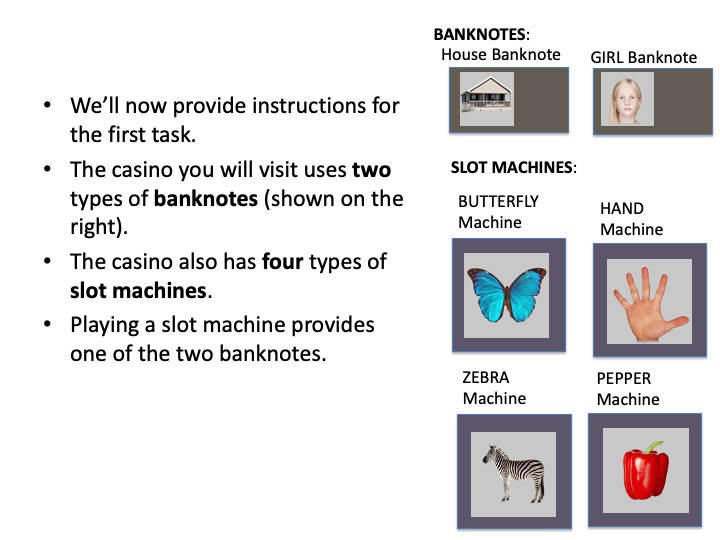 • We’ll now provide instructions for
the first task.
• The casino you will visit uses two
types of banknotes (shown on the
right).
• The casino also has four types of
slot machines.
• Playing a slot machine provides
one of the two banknotes.
BANKNOTES:
House Banknote
GIRL Banknote
SLOT MACHINES:
BUTTERFLY
Machine
HAND
Machine
ZEBRA
Machine
PEPPER
Machine